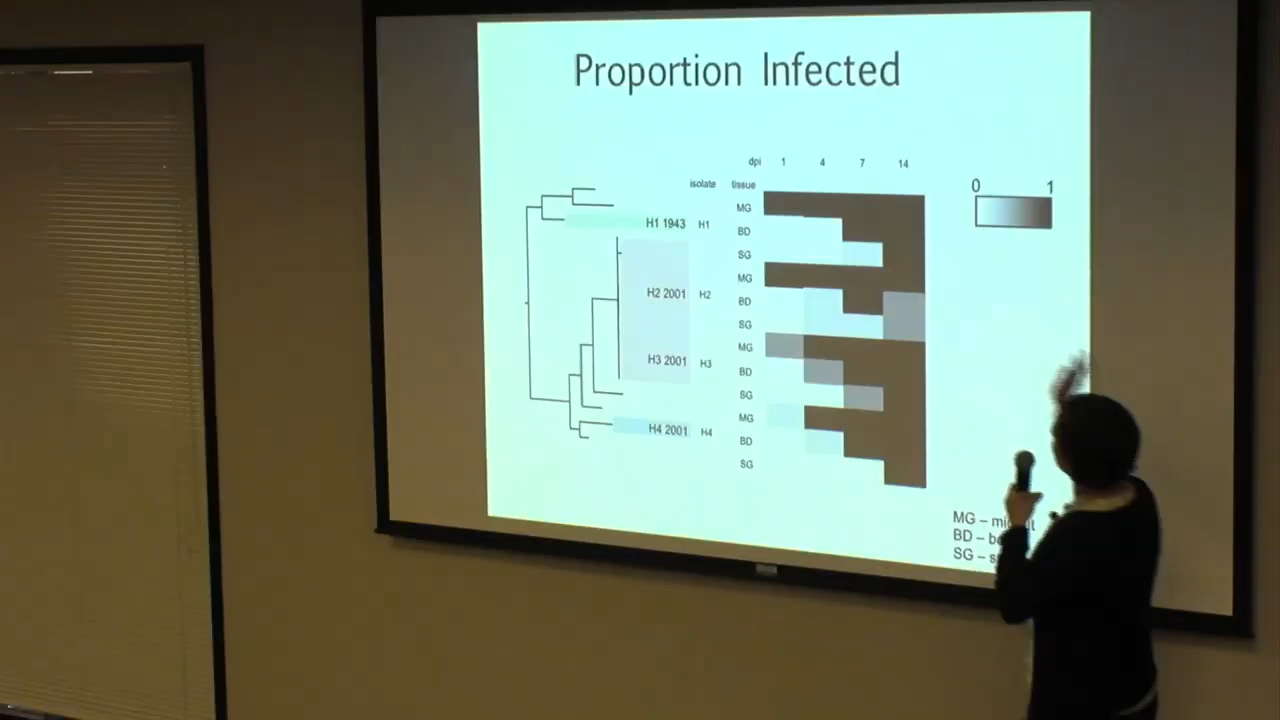 Proportion Infected
dpi 1 4 7 14
isolate tissue
0 1
MG
H1 1943 H1
BD
SG
MG
H2 2001 H2
BD
SG
MG
H3 2001 H3
BD
SG
MG
H4 2001 H4
BD
SG
MG –
BD –
SG –